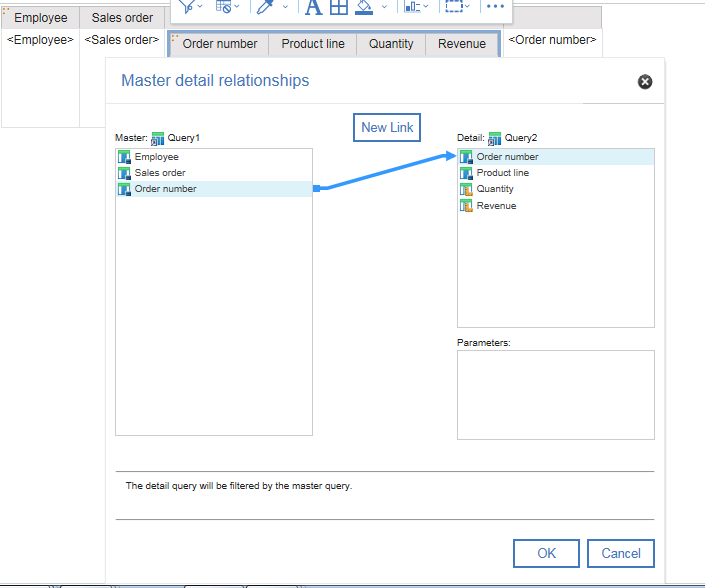 Employee Sales order
<Employee> <Sales order> Order number Product line Quantity Revenue <Order number>
Master detail relationships
New Link
Master: Query1
Employee
Sales order
Order number
Detail: Query2
Order number
Product line
Quantity
Revenue
Parameters:
The detail query will be filtered by the master query.
OK Cancel